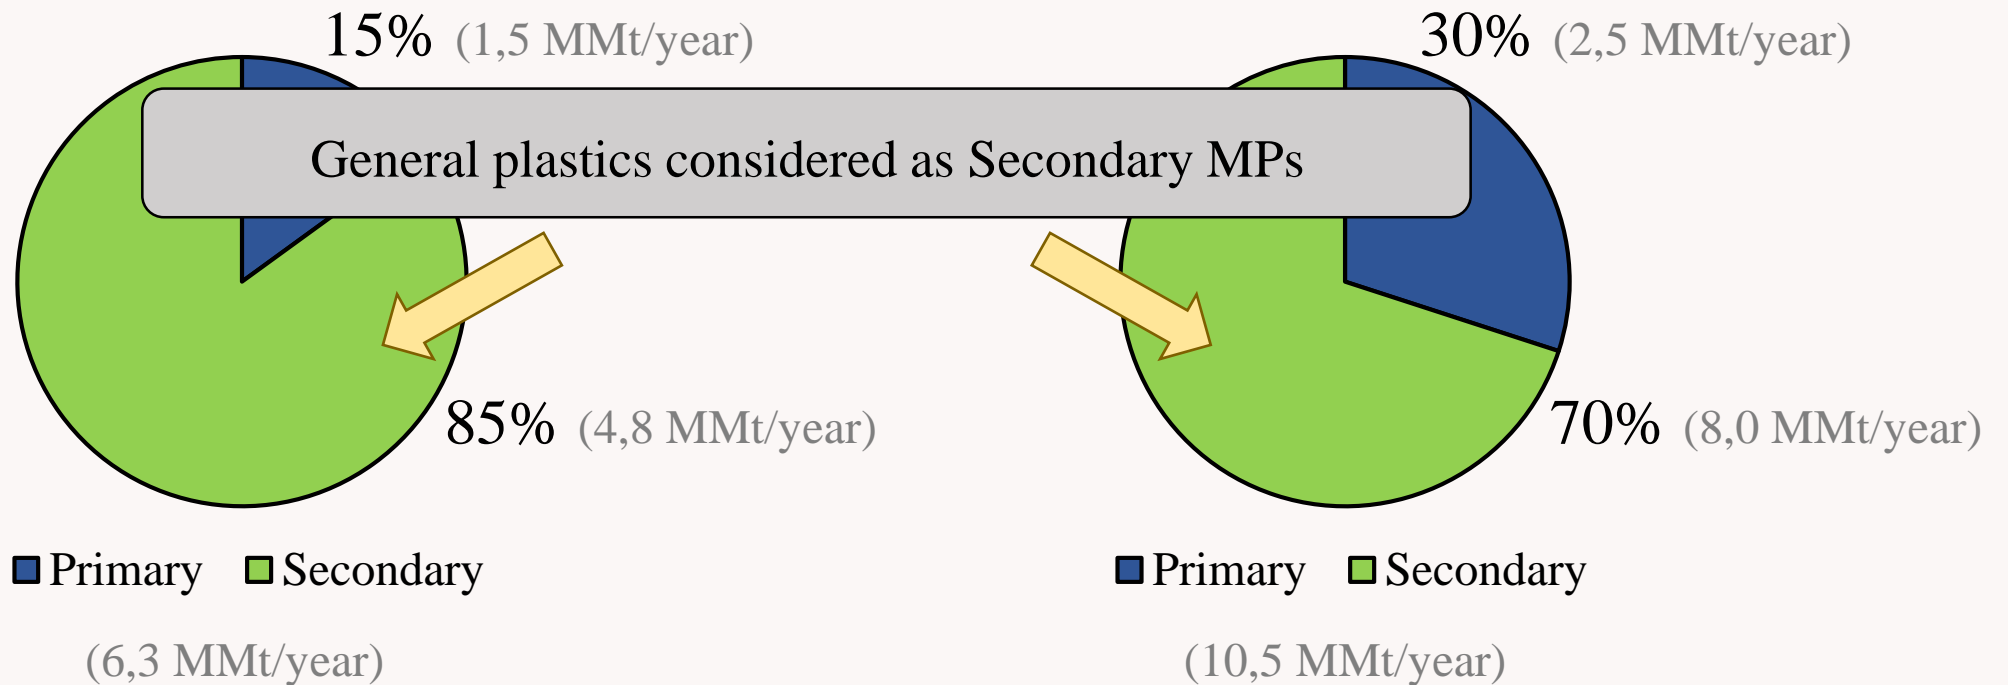 15% (1,5 MMt/year)
30% (2,5 MMt/year)
General plastics considered as Secondary MPs
85% (4,8 MMt/year)
70% (8,0 MMt/year)
Primary Secondary
Primary Secondary
(6,3 MMt/year)
(10,5 MMt/year)